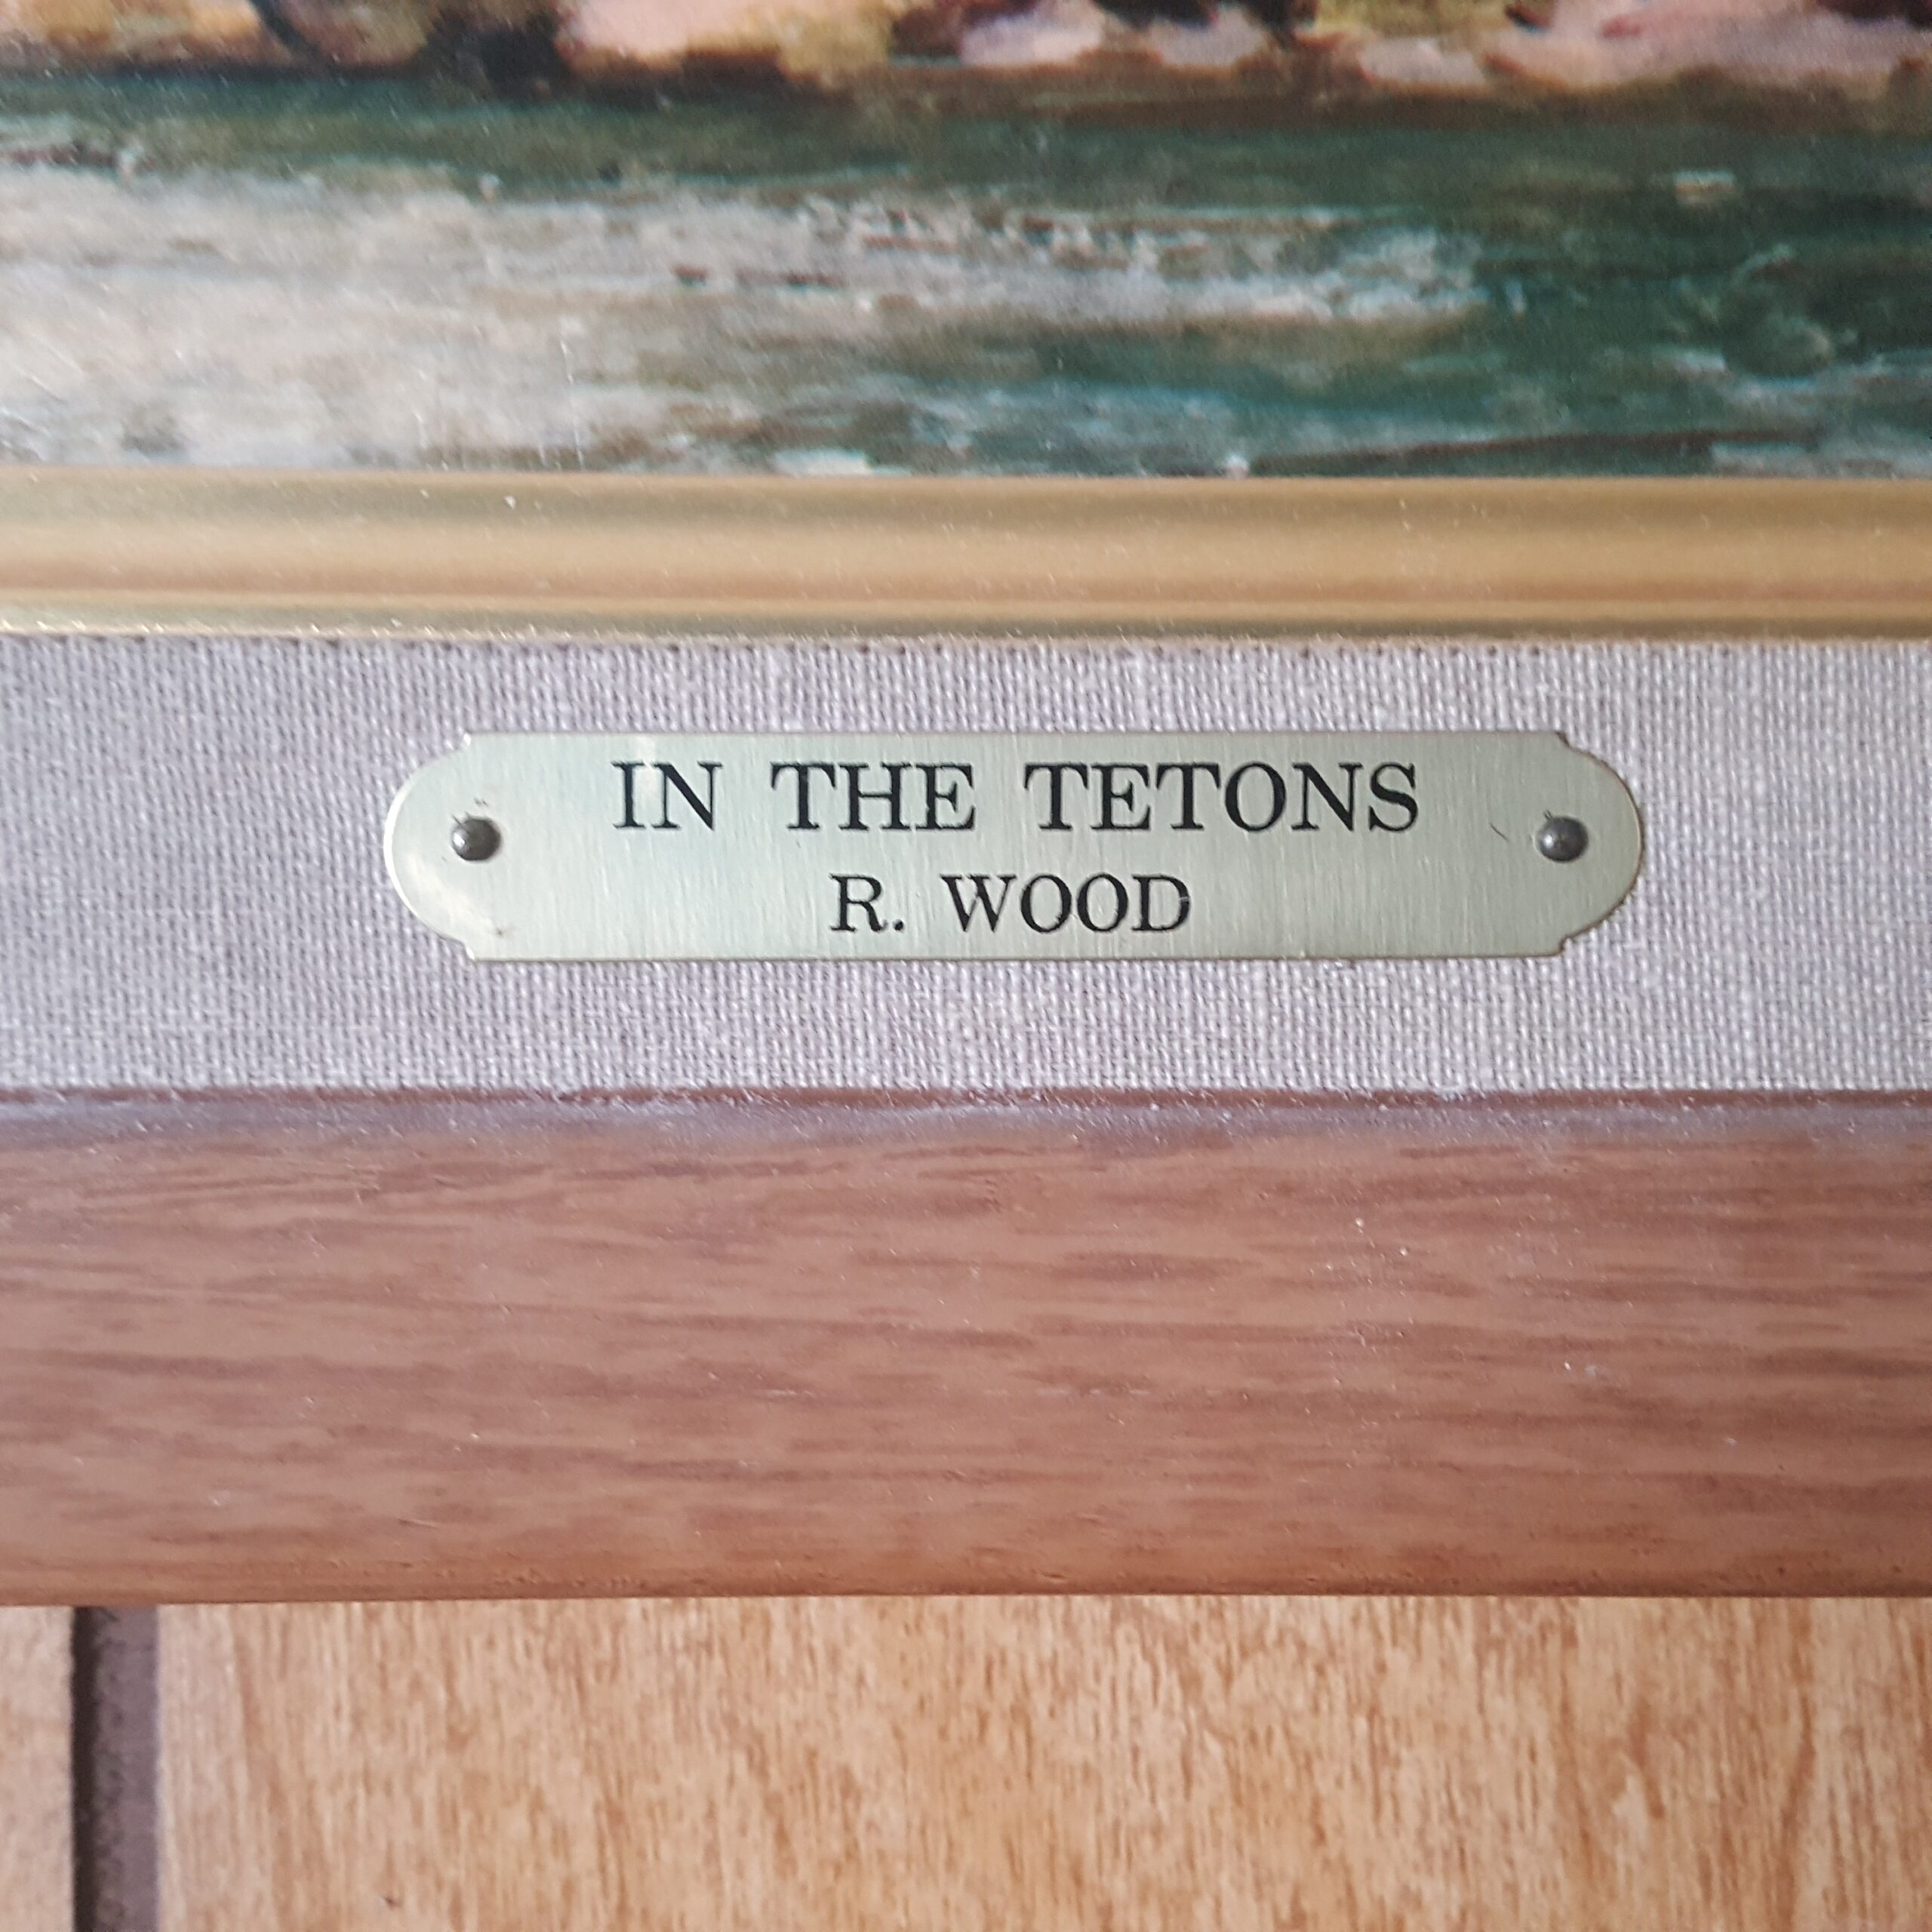 IN THE TETONS
R. WOOD